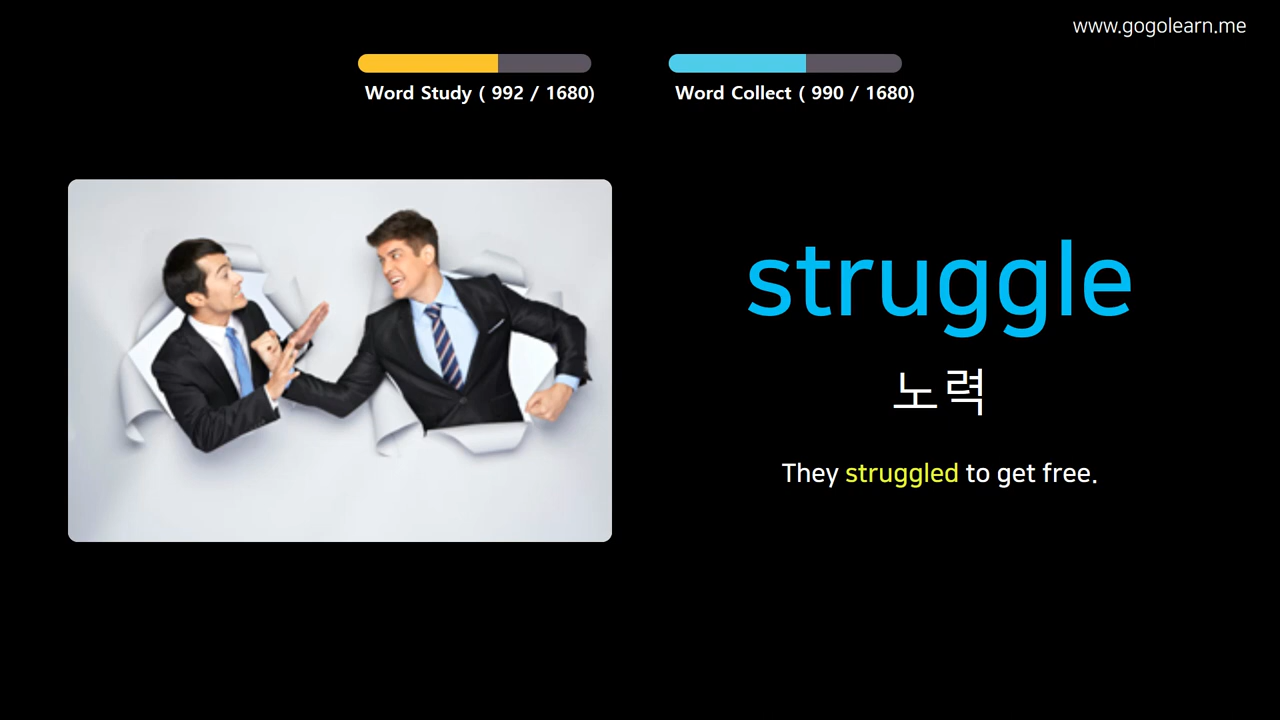 www.gogolearn.me
Word Study ( 992 / 1680)
Word Collect ( 990 / 1680)
struggle
노력
They struggled to get free.